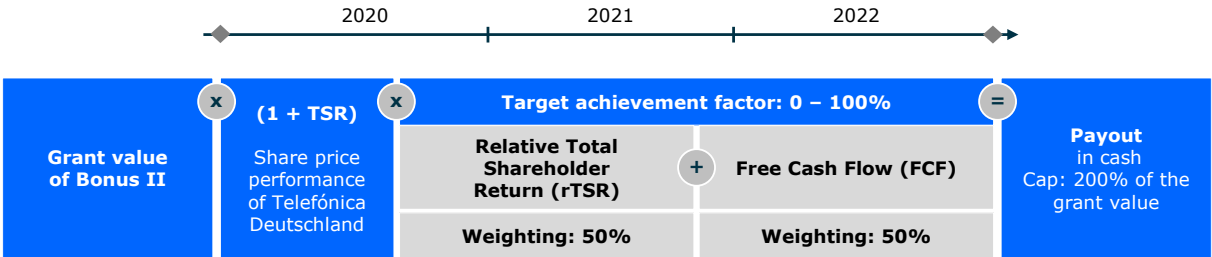 2020 2021 2022
Grant value
of Bonus II
x
(1 + TSR)
Share price
performance
of Telefónica
Deutschland
x
Target achievement factor: 0 – 100%
Relative Total
Shareholder
Return (rTSR)
+
Free Cash Flow (FCF)
Weighting: 50%
Weighting: 50%
=
Payout
in cash
Cap: 200% of the
grant value